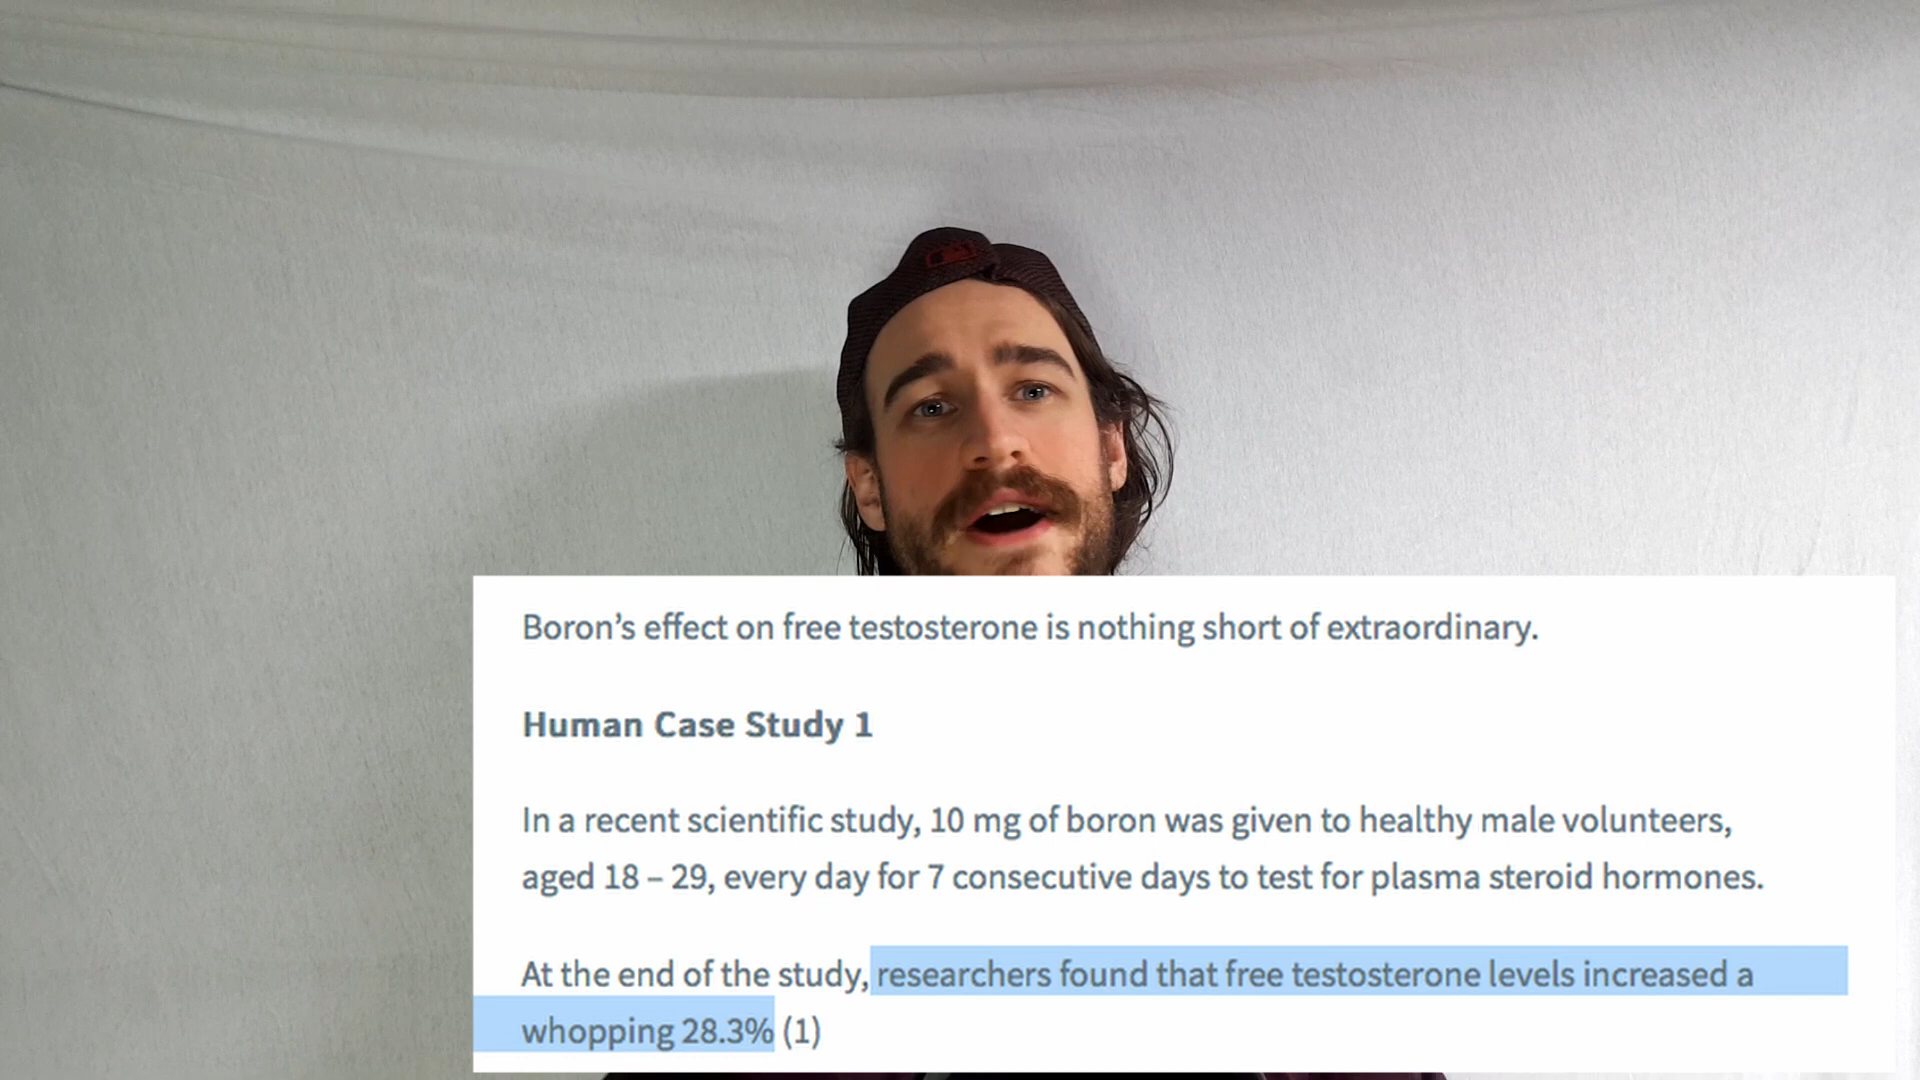 Boron’s effect on free testosterone is nothing short of extraordinary.
Human Case Study 1
In a recent scientific study, 10 mg of boron was given to healthy male volunteers,
aged 18 – 29, every day for 7 consecutive days to test for plasma steroid hormones.
At the end of the study, researchers found that free testosterone levels increased a
whopping 28.3% (1)